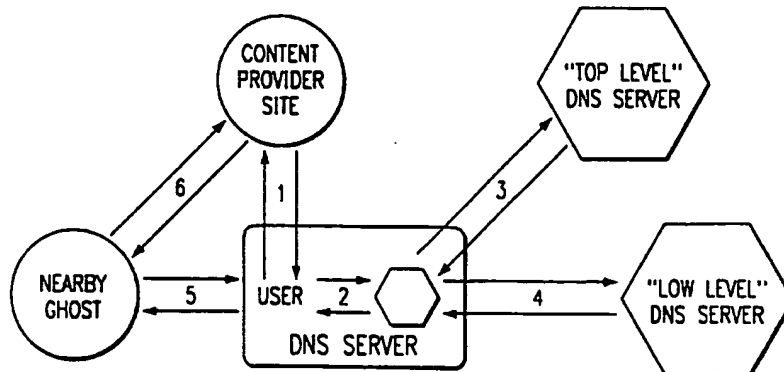 CONTENT
PROVIDER
SITE
"TOP LEVEL"
DNS SERVER
6
1
3
NEARBY
GHOST
5
USER
2
4
"LOW LEVEL"
DNS SERVER
DNS SERVER